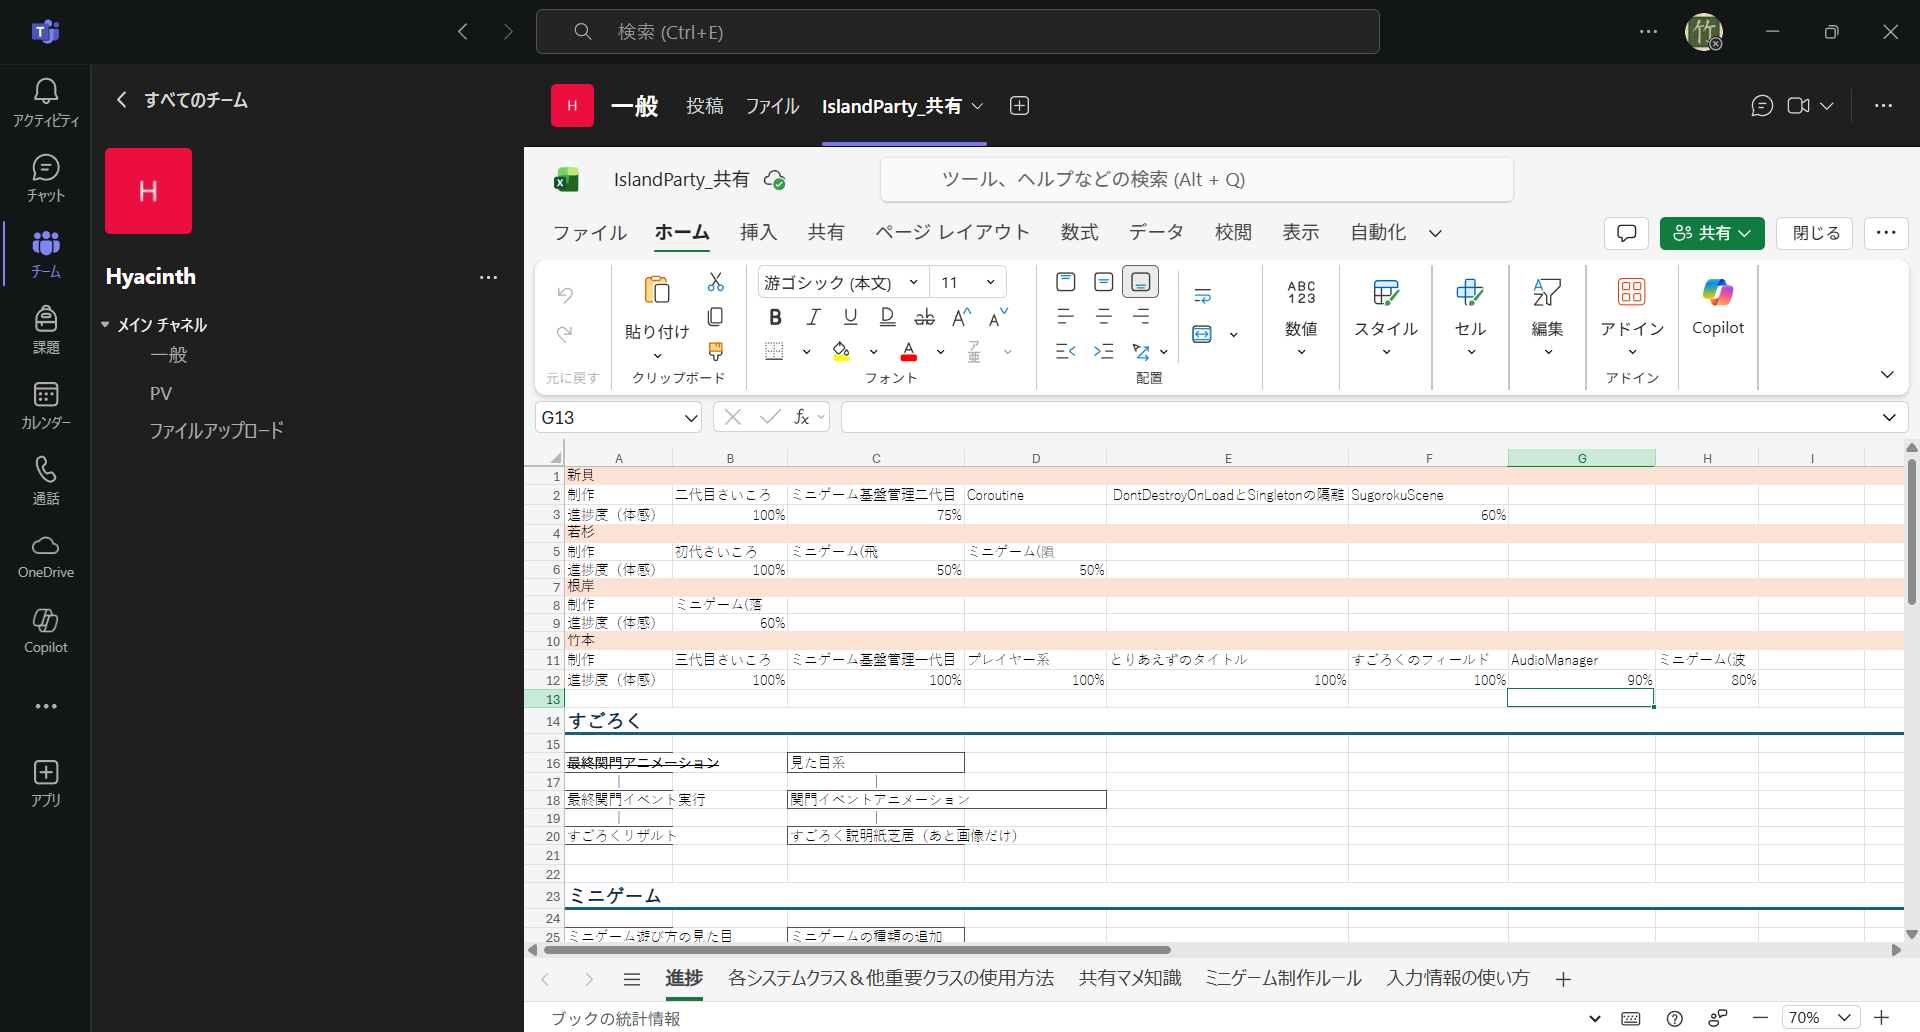 検索 (Ctrl+E)
竹
アクティビティ
チャット
チーム
課題
カレンダー
通話
OneDrive
Copilot
アプリ
すべてのチーム
H
Hyacinth
メイン チャネル
一般
PV
ファイルアップロード
H 一般 投稿 ファイル IslandParty_共有
IslandParty_共有
ツール、ヘルプなどの検索 (Alt + Q)
ファイル ホーム 挿入 共有 ページ レイアウト 数式 データ 校閲 表示 自動化
共有 閉じる
元に戻す
貼り付け
クリップボード
游ゴシック (本文) 11
B I U D ab A A
A ア亜
フォント
配置
ABC
123
数値
スタイル
セル
編集
アドイン
アドイン
Copilot
G13 fx
A B C D E F G H I
1 新貝
2 制作 二代目さいころ ミニゲーム基盤管理二代目 Coroutine DontDestroyOnLoadとSingletonの隔離 SugorokuScene
3 進捗度（体感） 100% 75% 60%
4 若杉
5 制作 初代さいころ ミニゲーム(飛 ミニゲーム(隕
6 進捗度（体感） 100% 50% 50%
7 根岸
8 制作 ミニゲーム(落
9 進捗度（体感） 60%
10 竹本
11 制作 三代目さいころ ミニゲーム基盤管理一代目 プレイヤー系 とりあえずのタイトル すごろくのフィールド AudioManager ミニゲーム(波
12 進捗度（体感） 100% 100% 100% 100% 100% 90% 80%
13
14 すごろく
15
16 最終関門アニメーション 見た目系
17 | |
18 最終関門イベント実行 関門イベントアニメーション
19 | |
20 すごろくリザルト すごろく説明紙芝居（あと画像だけ）
21
22
23 ミニゲーム
24
25 ミニゲーム遊び方の見た目 ミニゲームの種類の追加
進捗 各システムクラス＆他重要クラスの使用方法 共有マメ知識 ミニゲーム制作ルール 入力情報の使い方
ブックの統計情報 70%